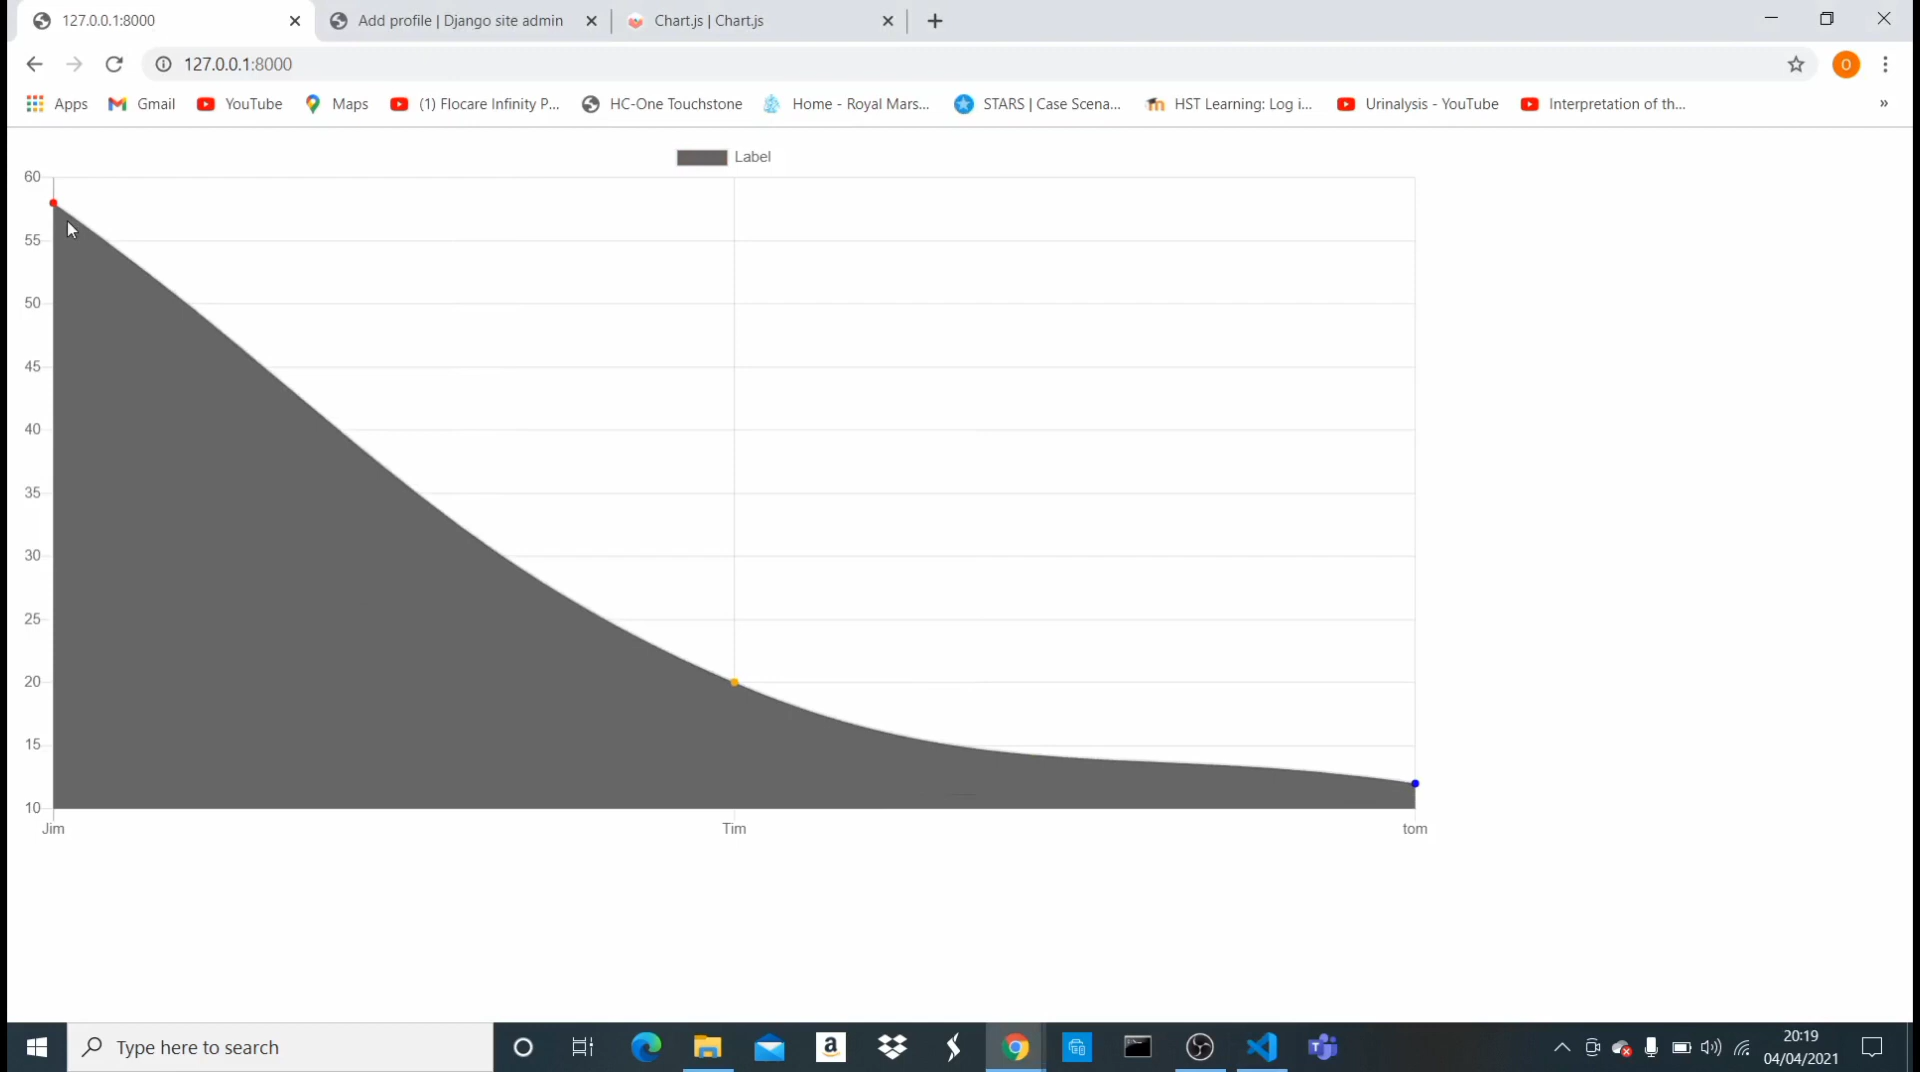 127.0.0.1:8000
Add profile | Django site admin
Chart.js | Chart.js
127.0.0.1:8000
O
Apps
Gmail
YouTube
Maps
(1) Flocare Infinity P...
HC-One Touchstone
Home - Royal Mars...
STARS | Case Scena...
HST Learning: Log i...
Urinalysis - YouTube
Interpretation of th...
»
Label
60
55
50
45
40
35
30
25
20
15
10
Jim
Tim
tom
Type here to search
a
20:19
04/04/2021